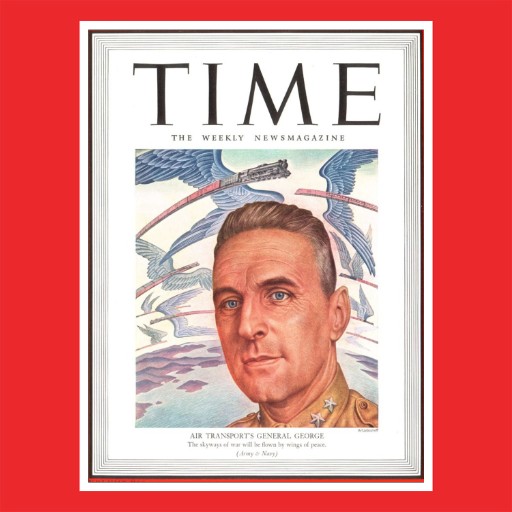 TIME
THE WEEKLY NEWSMAGAZINE
AIR TRANSPORT'S GENERAL GEORGE
The skyways of war will be flown by wings of peace.
(Army & Navy)